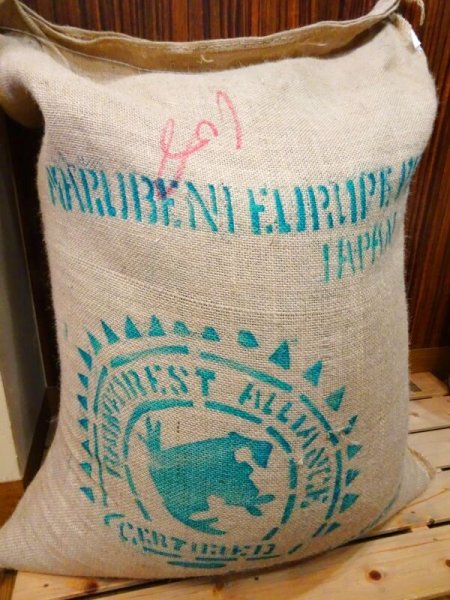 MARUBENI EUROPE
JAPAN
RAINFOREST ALLIANCE
CERTIFIED